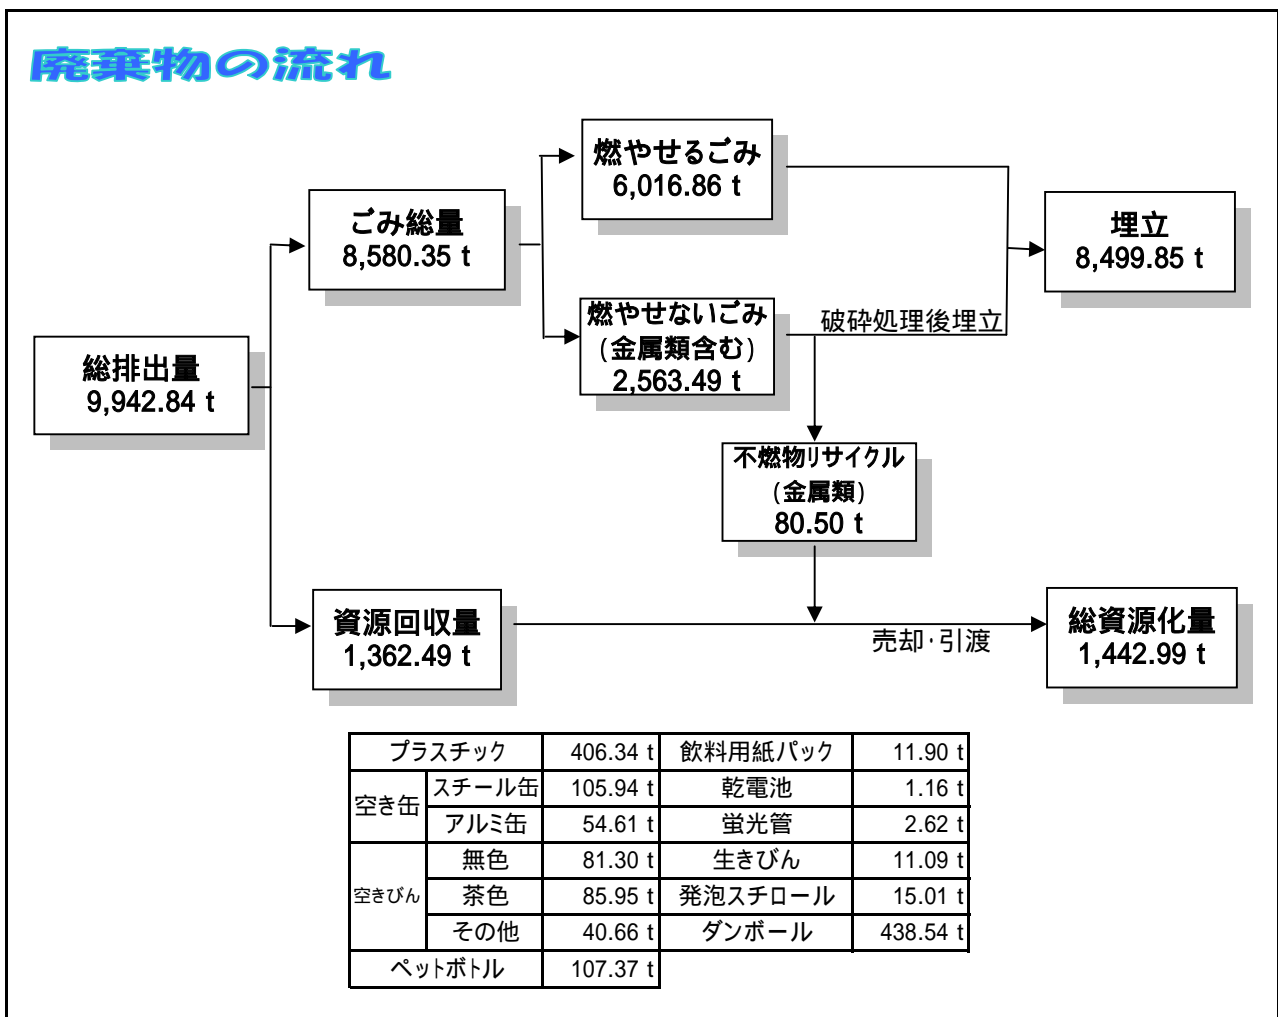 廃棄物の流れ
燃やせるごみ
6,016.86 t
ごみ総量
8,580.35 t
埋立
8,499.85 t
燃やせないごみ
(金属類含む)
2,563.49 t
破砕処理後埋立
総排出量
9,942.84 t
不燃物リサイクル
(金属類)
80.50 t
資源回収量
1,362.49 t
売却・引渡
総資源化量
1,442.99 t
プラスチック 406.34 t 飲料用紙パック 11.90 t
空き缶 スチール缶 105.94 t 乾電池 1.16 t
アルミ缶 54.61 t 蛍光管 2.62 t
空きびん 無色 81.30 t 生きびん 11.09 t
茶色 85.95 t 発泡スチロール 15.01 t
その他 40.66 t ダンボール 438.54 t
ペットボトル 107.37 t